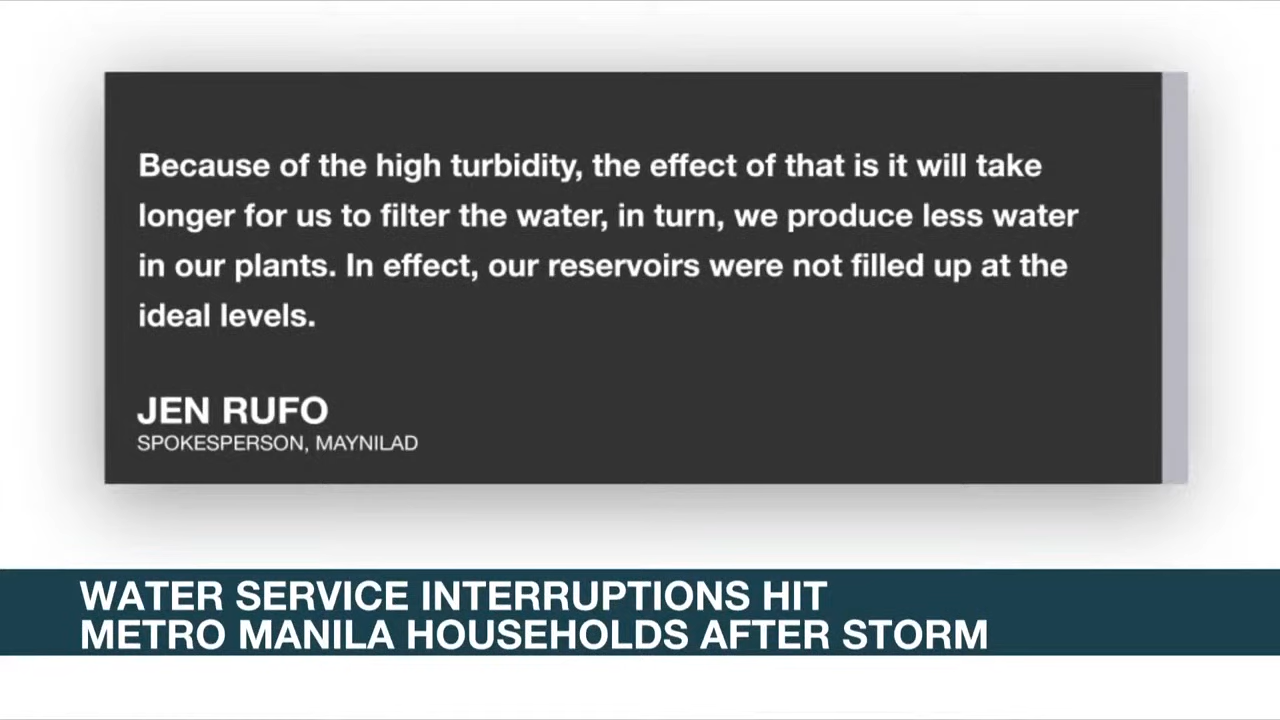 Because of the high turbidity, the effect of that is it will take
longer for us to filter the water, in turn, we produce less water
in our plants. In effect, our reservoirs were not filled up at the
ideal levels.
JEN RUFO
SPOKESPERSON, MAYNILAD
WATER SERVICE INTERRUPTIONS HIT
METRO MANILA HOUSEHOLDS AFTER STORM